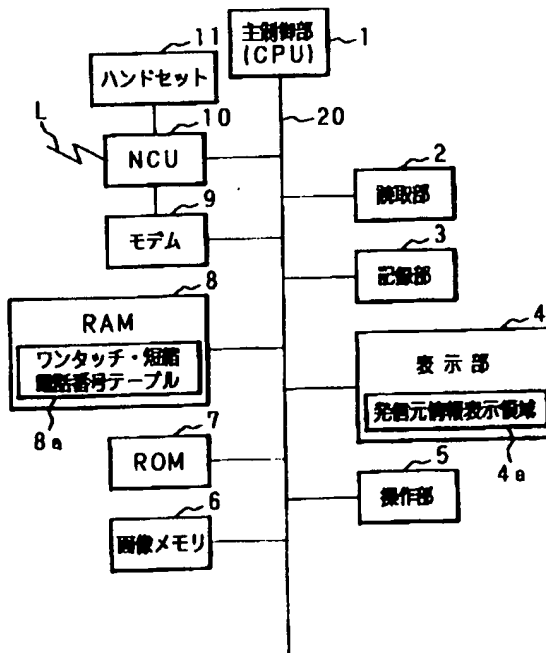 11
主制御部
(CPU)
1
ハンドセット
L
10
20
NCU
2
読取部
9
モデム
3
記録部
8
4
RAM
表示部
ワンタッチ・短縮
電話番号テーブル
発信元情報表示領域
8a
7
4a
ROM
5
操作部
6
画像メモリ